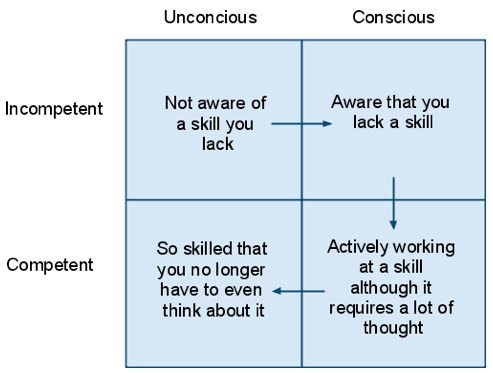 Unconcious
Conscious
Incompetent
Not aware of
a skill you
lack
Aware that you
lack a skill
Competent
So skilled that
you no longer
have to even
think about it
Actively working
at a skill
although it
requires a lot of
thought